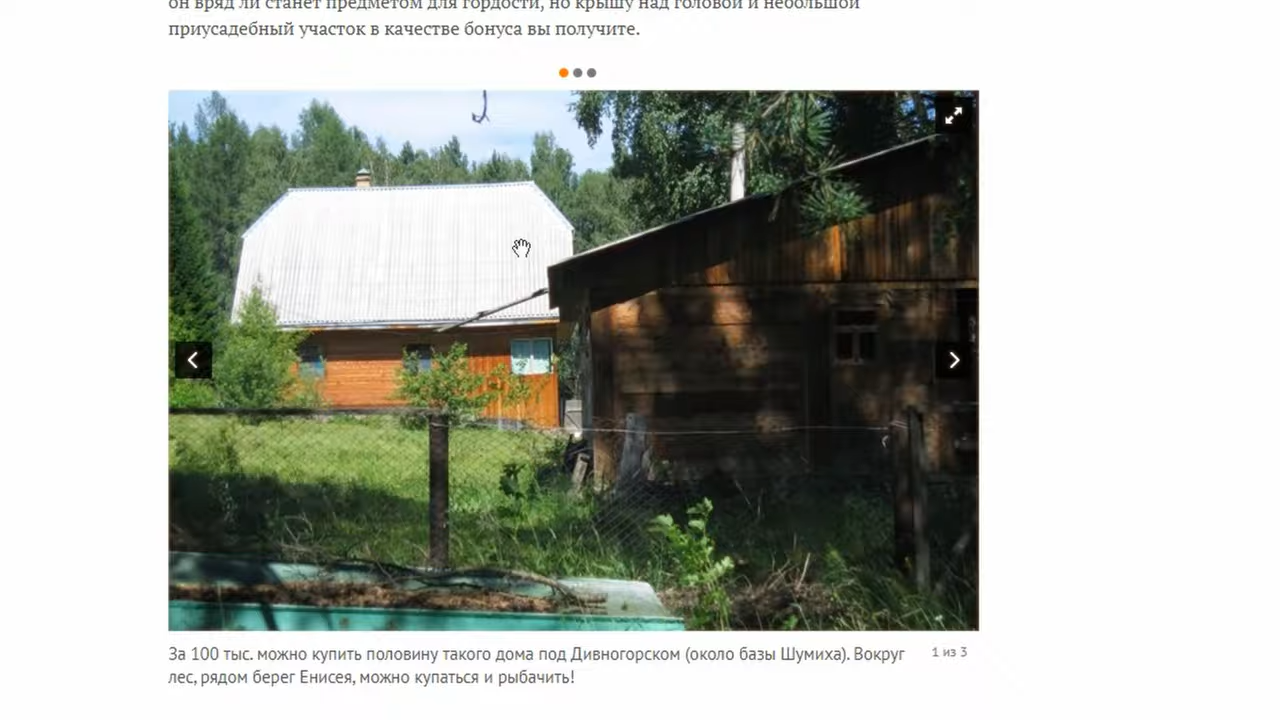 он вряд ли станет предметом для гордости, но крышу над головой и небольшой
приусадебный участок в качестве бонуса вы получите.
За 100 тыс. можно купить половину такого дома под Дивногорском (около базы Шумиха). Вокруг
лес, рядом берег Енисея, можно купаться и рыбачить!
1 из 3